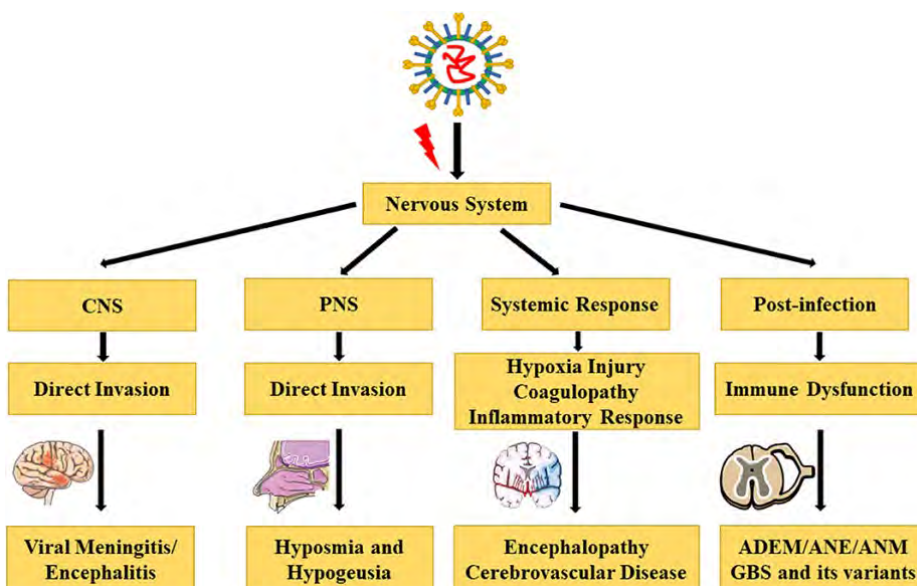 Nervous System
CNS
PNS
Systemic Response
Post-infection
Direct Invasion
Direct Invasion
Hypoxia Injury
Coagulopathy
Inflammatory Response
Immune Dysfunction
Viral Meningitis/
Encephalitis
Hyposmia and
Hypogeusia
Encephalopathy
Cerebrovascular Disease
ADEM/ANE/ANM
GBS and its variants